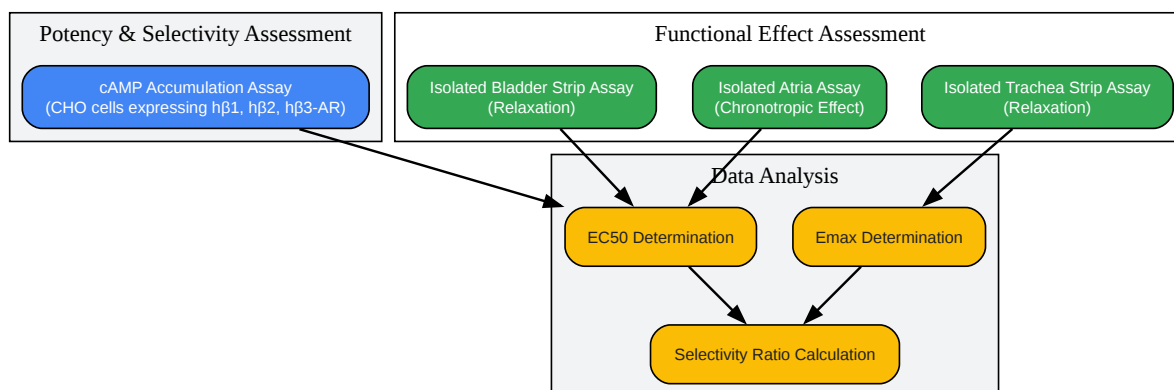 Potency & Selectivity Assessment
cAMP Accumulation Assay
(CHO cells expressing hβ1, hβ2, hβ3-AR)
Functional Effect Assessment
Isolated Bladder Strip Assay
(Relaxation)
Isolated Atria Assay
(Chronotropic Effect)
Isolated Trachea Strip Assay
(Relaxation)
Data Analysis
EC50 Determination
Emax Determination
Selectivity Ratio Calculation